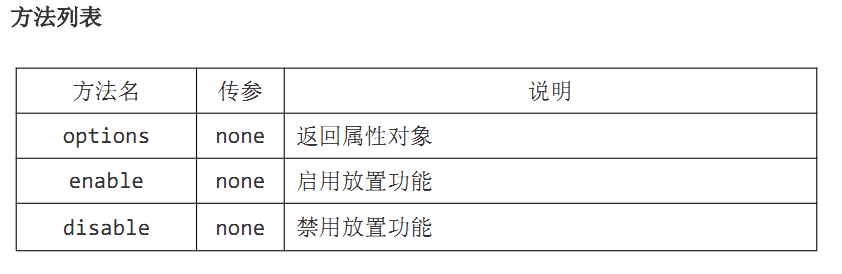 方法列表
方法名 传参 说明
options none 返回属性对象
enable none 启用放置功能
disable none 禁用放置功能